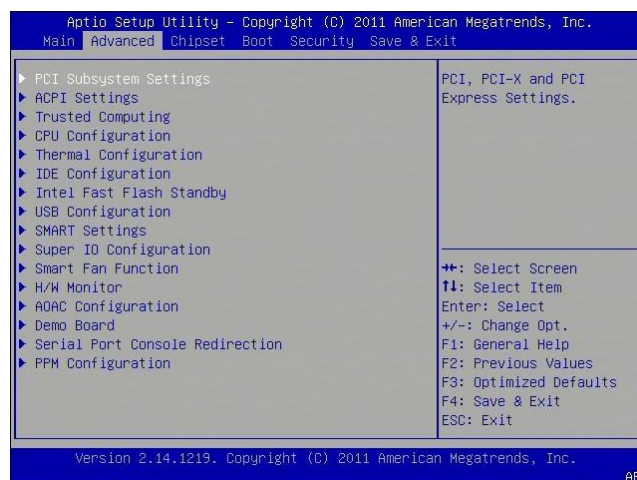 Aptio Setup Utility – Copyright (C) 2011 American Megatrends, Inc.
Main Advanced Chipset Boot Security Save & Exit
PCI Subsystem Settings
ACPI Settings
Trusted Computing
CPU Configuration
Thermal Configuration
IDE Configuration
Intel Fast Flash Standby
USB Configuration
SMART Settings
Super IO Configuration
Smart Fan Function
H/W Monitor
AOAC Configuration
Demo Board
Serial Port Console Redirection
PPM Configuration
PCI, PCI-X and PCI
Express Settings.
→←: Select Screen
↑↓: Select Item
Enter: Select
+/-: Change Opt.
F1: General Help
F2: Previous Values
F3: Optimized Defaults
F4: Save & Exit
ESC: Exit
Version 2.14.1219. Copyright (C) 2011 American Megatrends, Inc.